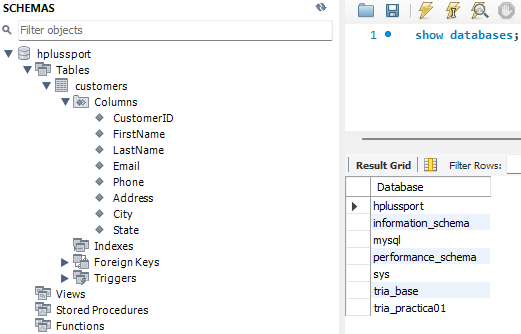 SCHEMAS
Filter objects
hplussport
Tables
customers
Columns
CustomerID
FirstName
LastName
Email
Phone
Address
City
State
Indexes
Foreign Keys
Triggers
Views
Stored Procedures
Functions
1 show databases;
Result Grid Filter Rows:
Database
hplussport
information_schema
mysql
performance_schema
sys
tria_base
tria_practica01